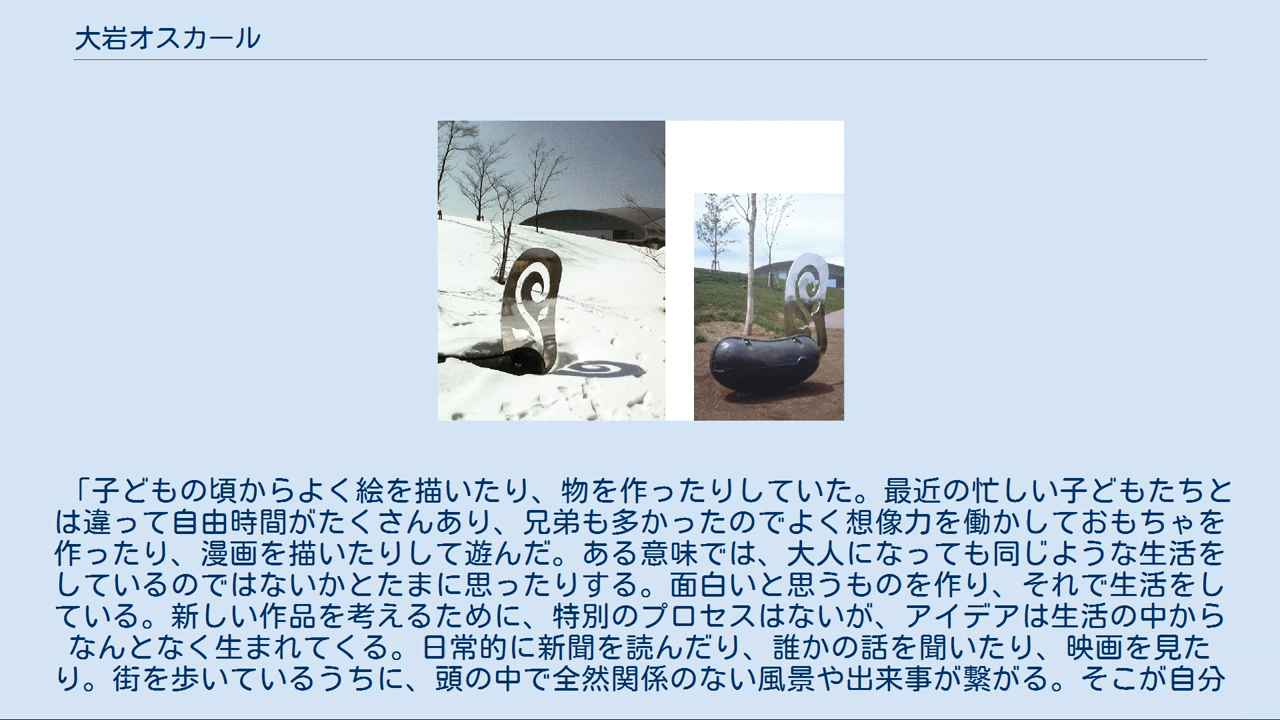 大岩オスカール
「子どもの頃からよく絵を描いたり、物を作ったりしていた。最近の忙しい子どもたちと
は違って自由時間がたくさんあり、兄弟も多かったのでよく想像力を働かしておもちゃを
作ったり、漫画を描いたりして遊んだ。ある意味では、大人になっても同じような生活を
しているのではないかとたまに思ったりする。面白いと思うものを作り、それで生活をし
ている。新しい作品を考えるために、特別のプロセスはないが、アイデアは生活の中から
なんとなく生まれてくる。日常的に新聞を読んだり、誰かの話を聞いたり、映画を見た
り。街を歩いているうちに、頭の中で全然関係のない風景や出来事が繋がる。そこが自分